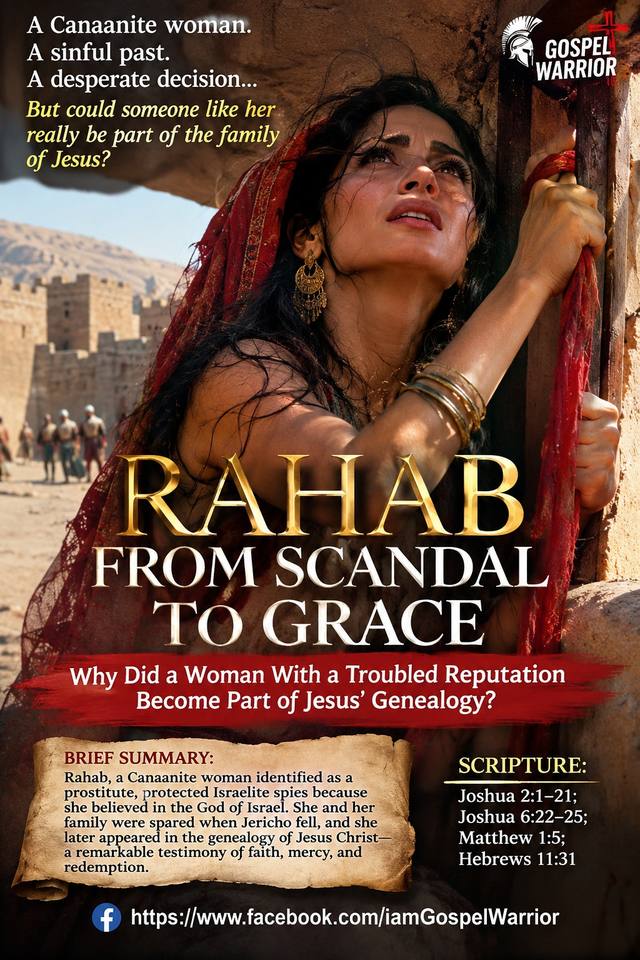 A Canaanite woman.
A sinful past.
A desperate decision...
But could someone like her
really be part of the family
of Jesus?
GOSPEL
WARRIOR
RAHAB
FROM SCANDAL
TO GRACE
Why Did a Woman With a Troubled Reputation
Become Part of Jesus’ Genealogy?
BRIEF SUMMARY:
Rahab, a Canaanite woman identified as a
prostitute, protected Israelite spies because
she believed in the God of Israel. She and her
family were spared when Jericho fell, and she
later appeared in the genealogy of Jesus Christ—
a remarkable testimony of faith, mercy, and
redemption.
SCRIPTURE:
Joshua 2:1–21;
Joshua 6:22–25;
Matthew 1:5;
Hebrews 11:31
f https://www.facebook.com/iamGospelWarrior